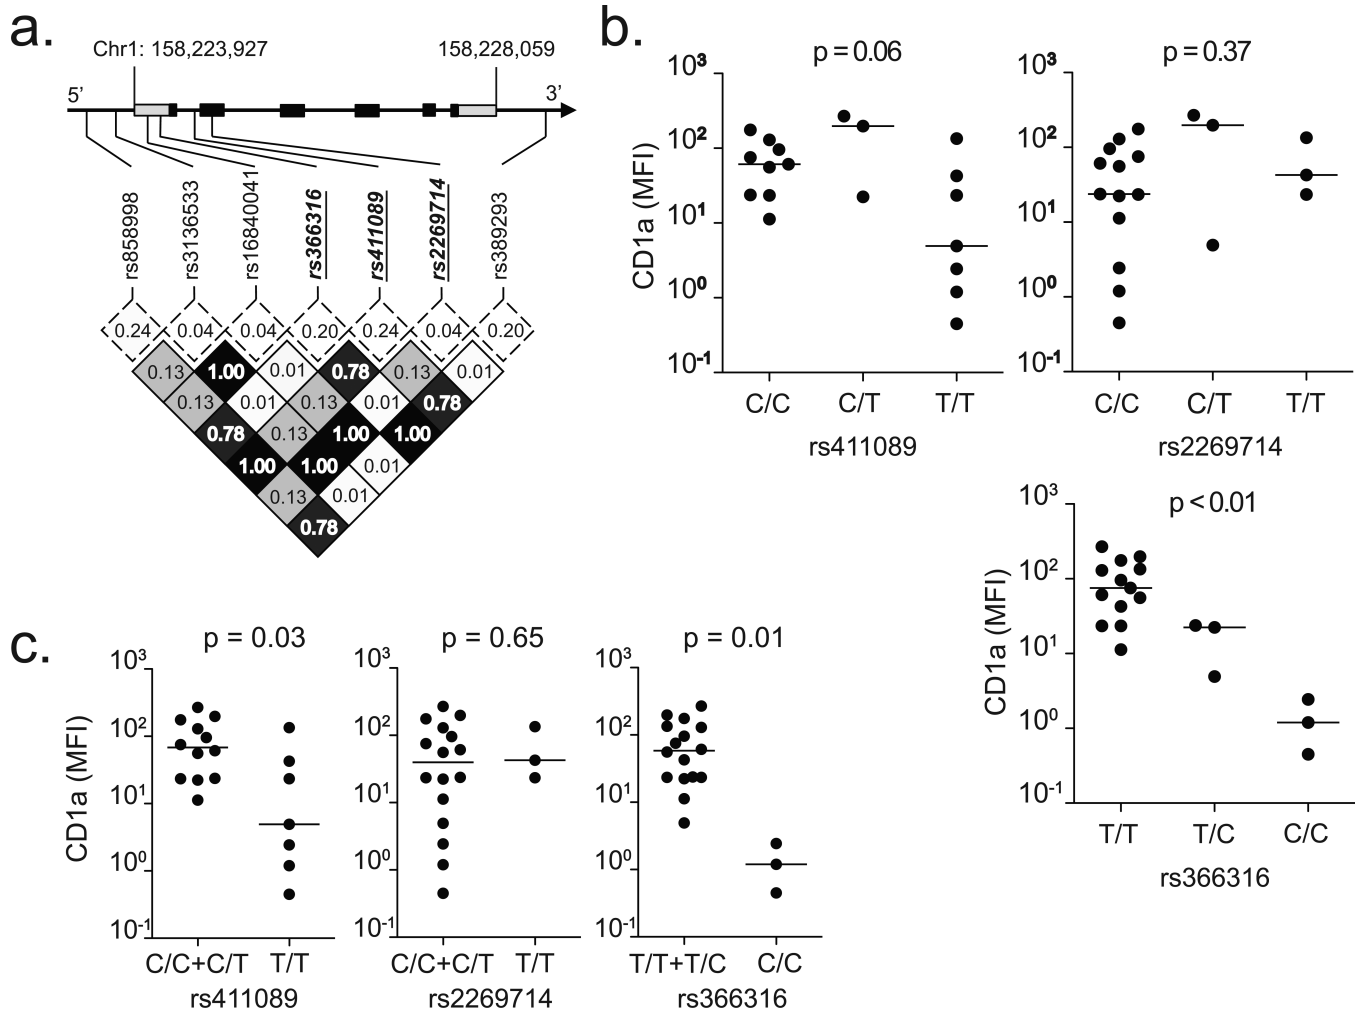 a.
Chr1: 158,223,927
158,228,059
5’
3’
rs858998
rs3136533
rs16840041
rs366316
rs411089
rs2269714
rs389293
0.24 0.04 0.04 0.20 0.24 0.04 0.20
0.13 1.00 0.01 0.78 0.13 0.01
0.13 0.01 0.13 0.01 0.78
0.78 0.13 1.00 1.00
1.00 1.00 0.01
0.13 0.01
0.78
b.
p = 0.06
CD1a (MFI)
10³
10²
10¹
10⁰
10⁻¹
C/C C/T T/T
rs411089
p = 0.37
10³
10²
10¹
10⁰
10⁻¹
C/C C/T T/T
rs2269714
p < 0.01
CD1a (MFI)
10³
10²
10¹
10⁰
10⁻¹
T/T T/C C/C
rs366316
c.
p = 0.03
CD1a (MFI)
10³
10²
10¹
10⁰
10⁻¹
C/C+C/T T/T
rs411089
p = 0.65
10³
10²
10¹
10⁰
10⁻¹
C/C+C/T T/T
rs2269714
p = 0.01
10³
10²
10¹
10⁰
10⁻¹
T/T+T/C C/C
rs366316